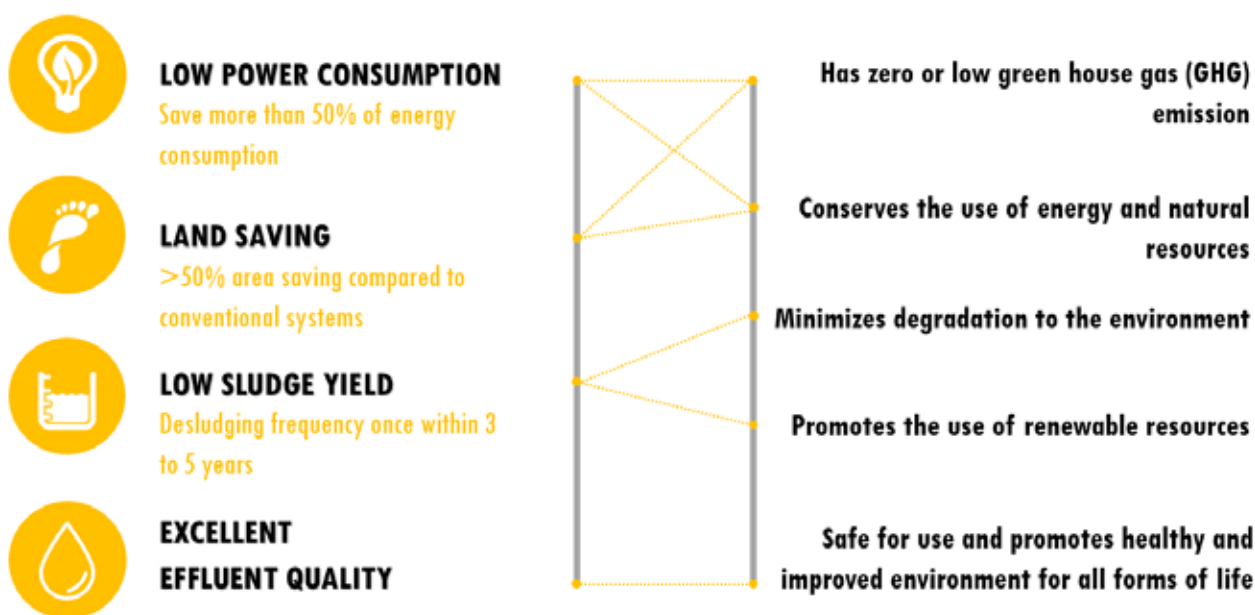 LOW POWER CONSUMPTION
Save more than 50% of energy
consumption
LAND SAVING
>50% area saving compared to
conventional systems
LOW SLUDGE YIELD
Desludging frequency once within 3
to 5 years
EXCELLENT
EFFLUENT QUALITY
Has zero or low green house gas (GHG)
emission
Conserves the use of energy and natural
resources
Minimizes degradation to the environment
Promotes the use of renewable resources
Safe for use and promotes healthy and
improved environment for all forms of life